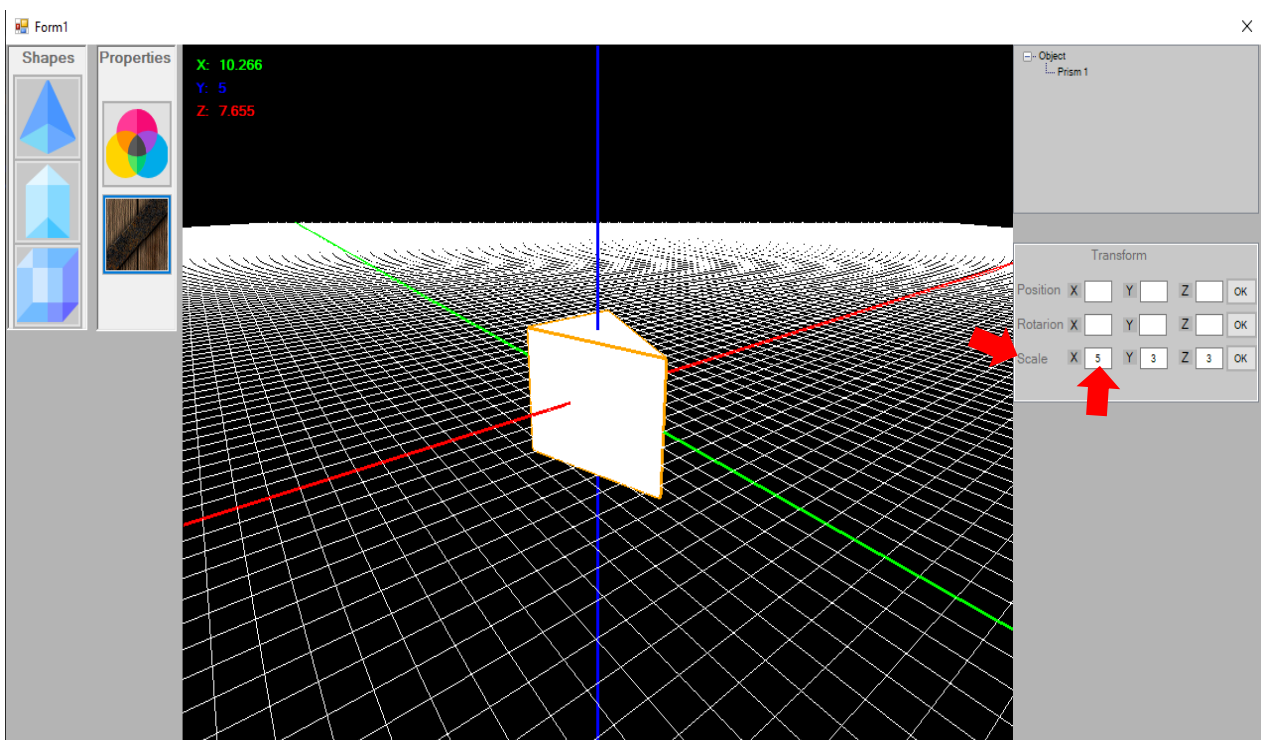 Form1
Shapes
Properties
X: 10.266
Y: 5
Z: 7.655
Object
Prism 1
Transform
Position X Y Z OK
Rotarion X Y Z OK
Scale X 5 Y 3 Z 3 OK